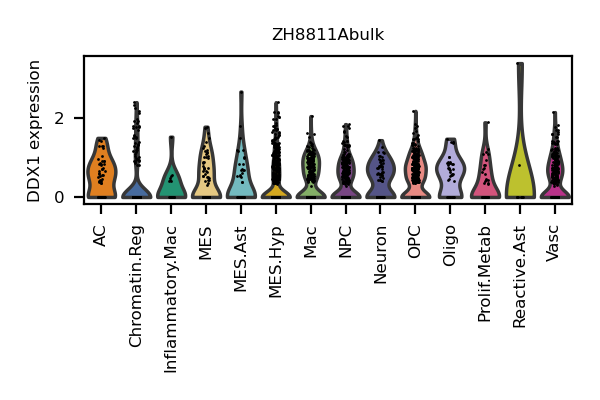 ZH8811Abulk
DDX1 expression
2
0
AC
Chromatin.Reg
Inflammatory.Mac
MES
MES.Ast
MES.Hyp
Mac
NPC
Neuron
OPC
Oligo
Prolif.Metab
Reactive.Ast
Vasc